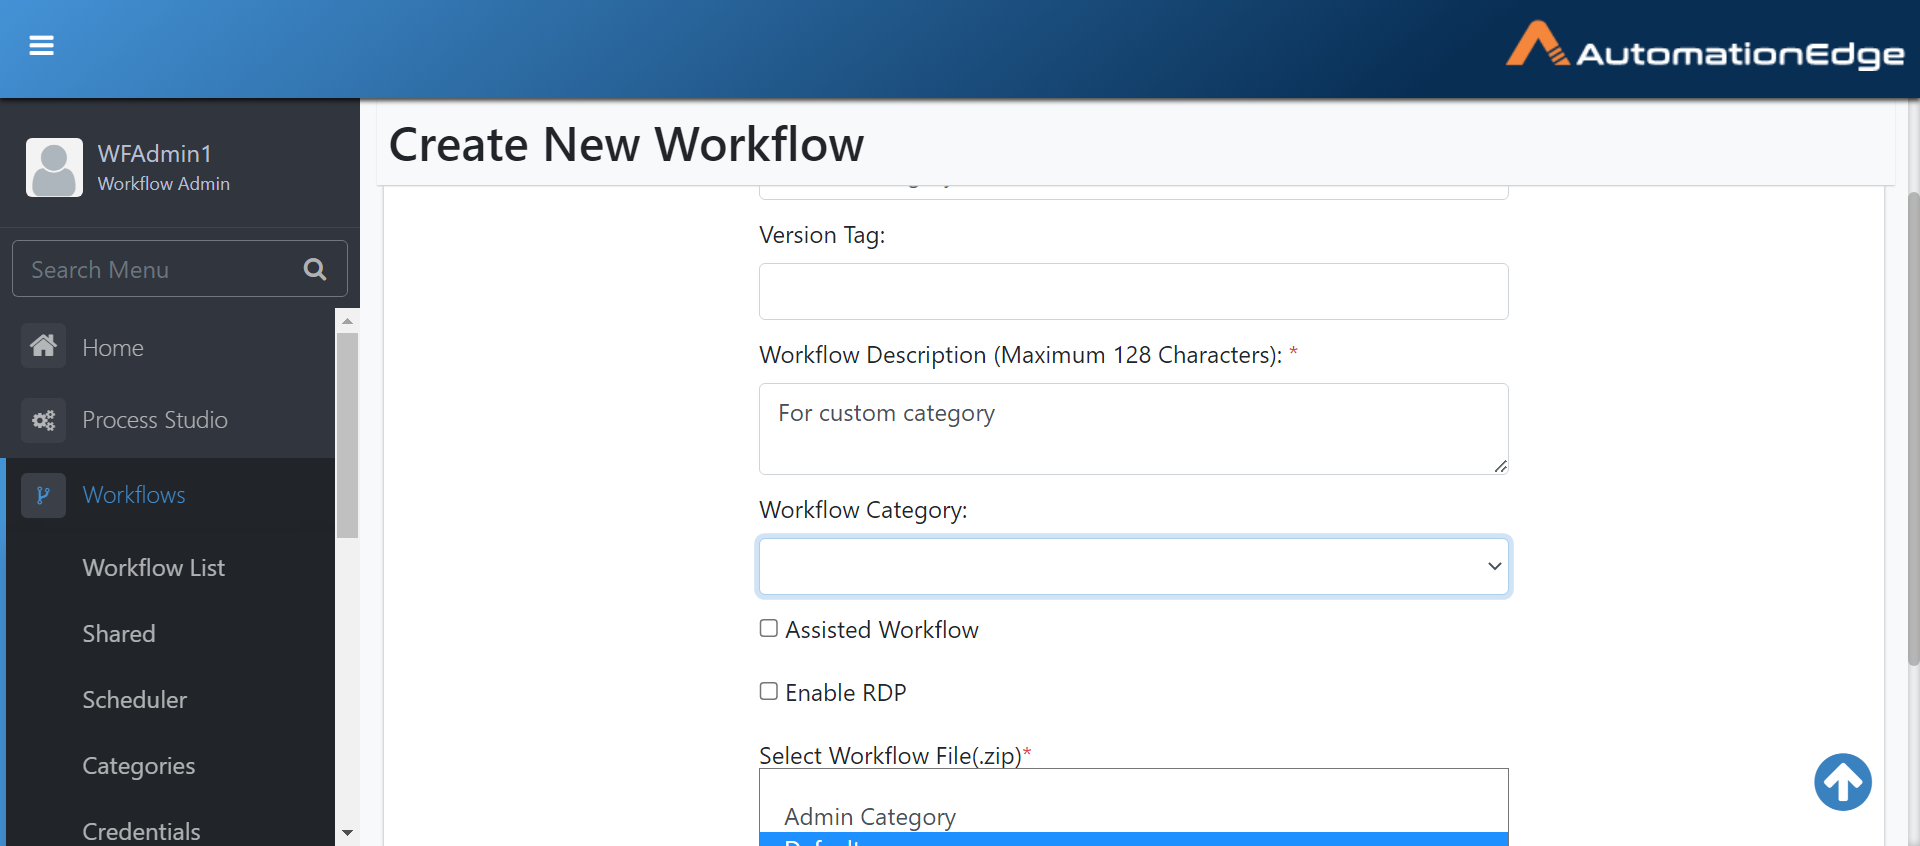 AutomationEdge
WFAdmin1
Workflow Admin
Search Menu
Home
Process Studio
Workflows
Workflow List
Shared
Scheduler
Categories
Credentials
Create New Workflow
Version Tag:
Workflow Description (Maximum 128 Characters): *
For custom category
Workflow Category:
Assisted Workflow
Enable RDP
Select Workflow File(.zip)*
Admin Category
Default